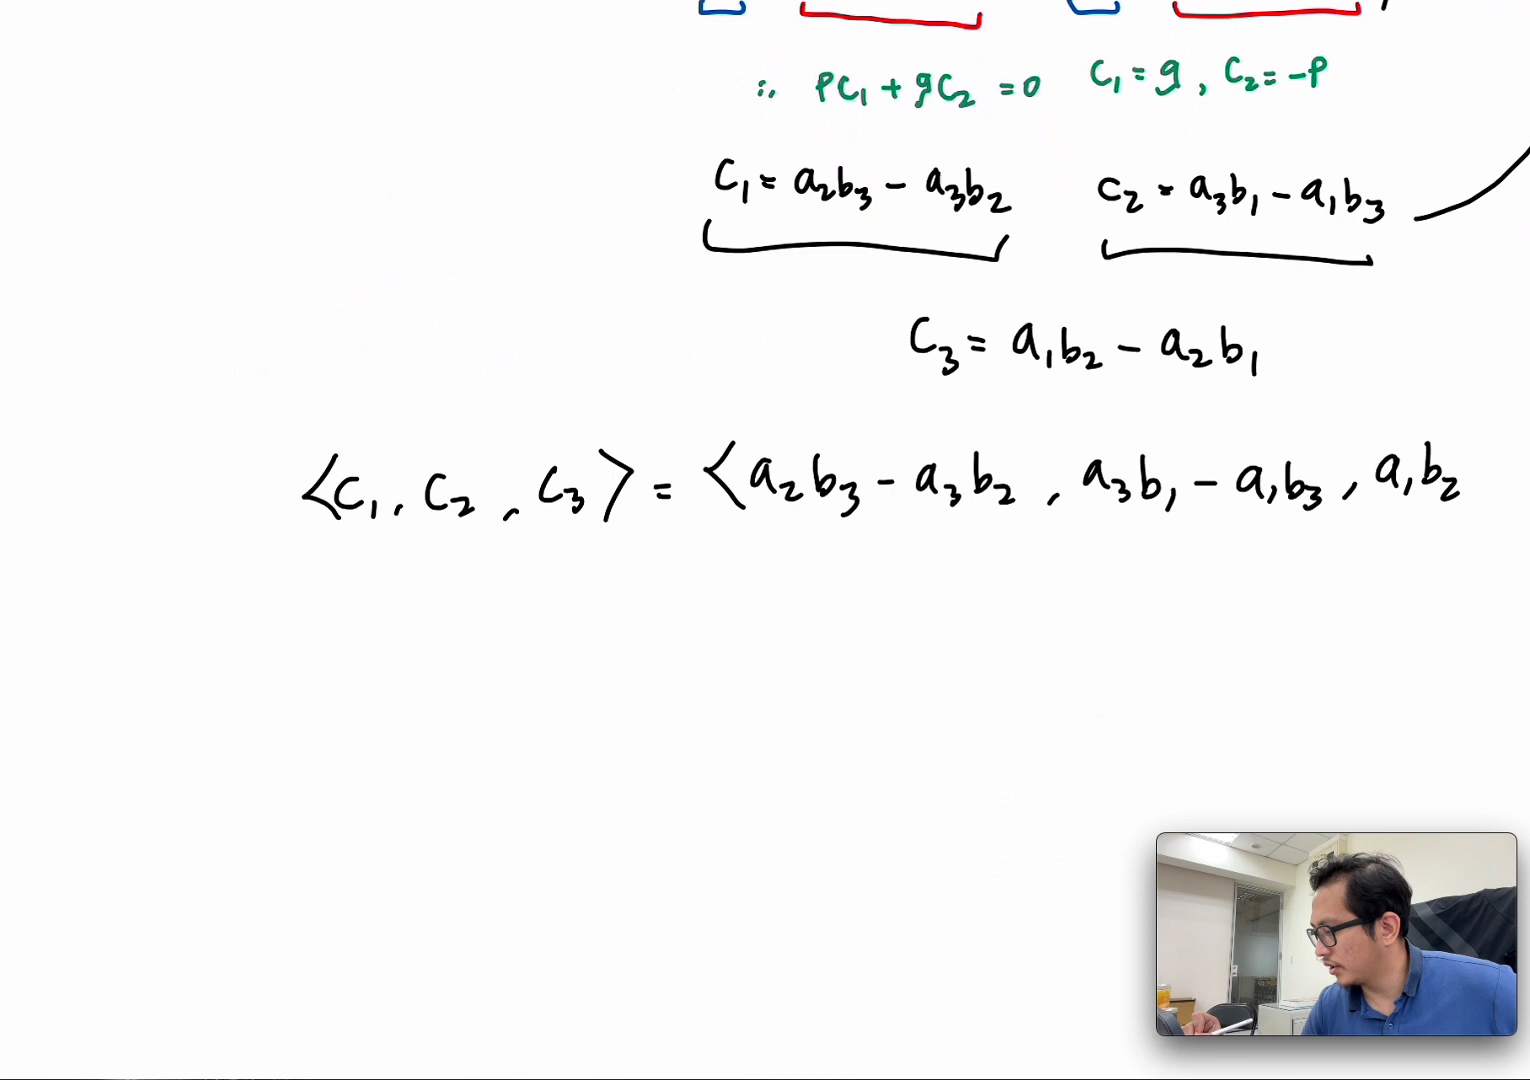 ∴ pc₁ + qc₂ = 0 c₁ = q, c₂ = -p
c₁ = a₂b₃ - a₃b₂ c₂ = a₃b₁ - a₁b₃
c₃ = a₁b₂ - a₂b₁
⟨c₁, c₂, c₃⟩ = ⟨a₂b₃ - a₃b₂, a₃b₁ - a₁b₃, a₁b₂